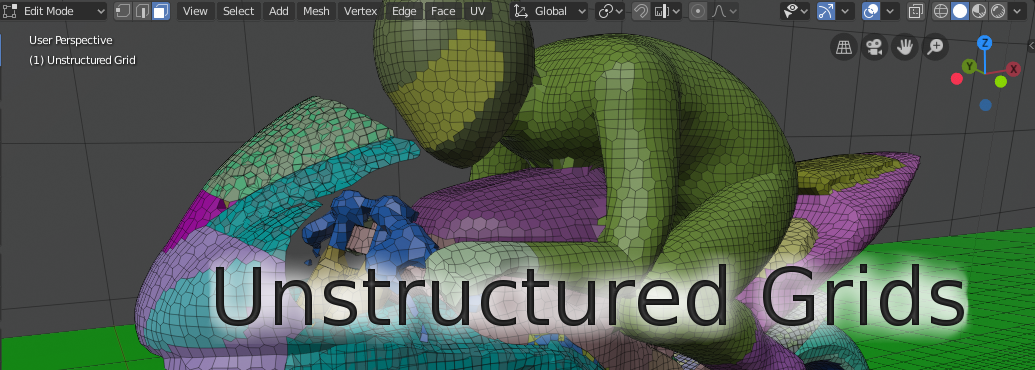 Edit Mode View Select Add Mesh Vertex Edge Face UV Global
User Perspective
(1) Unstructured Grid
Z
Y X
Unstructured Grids